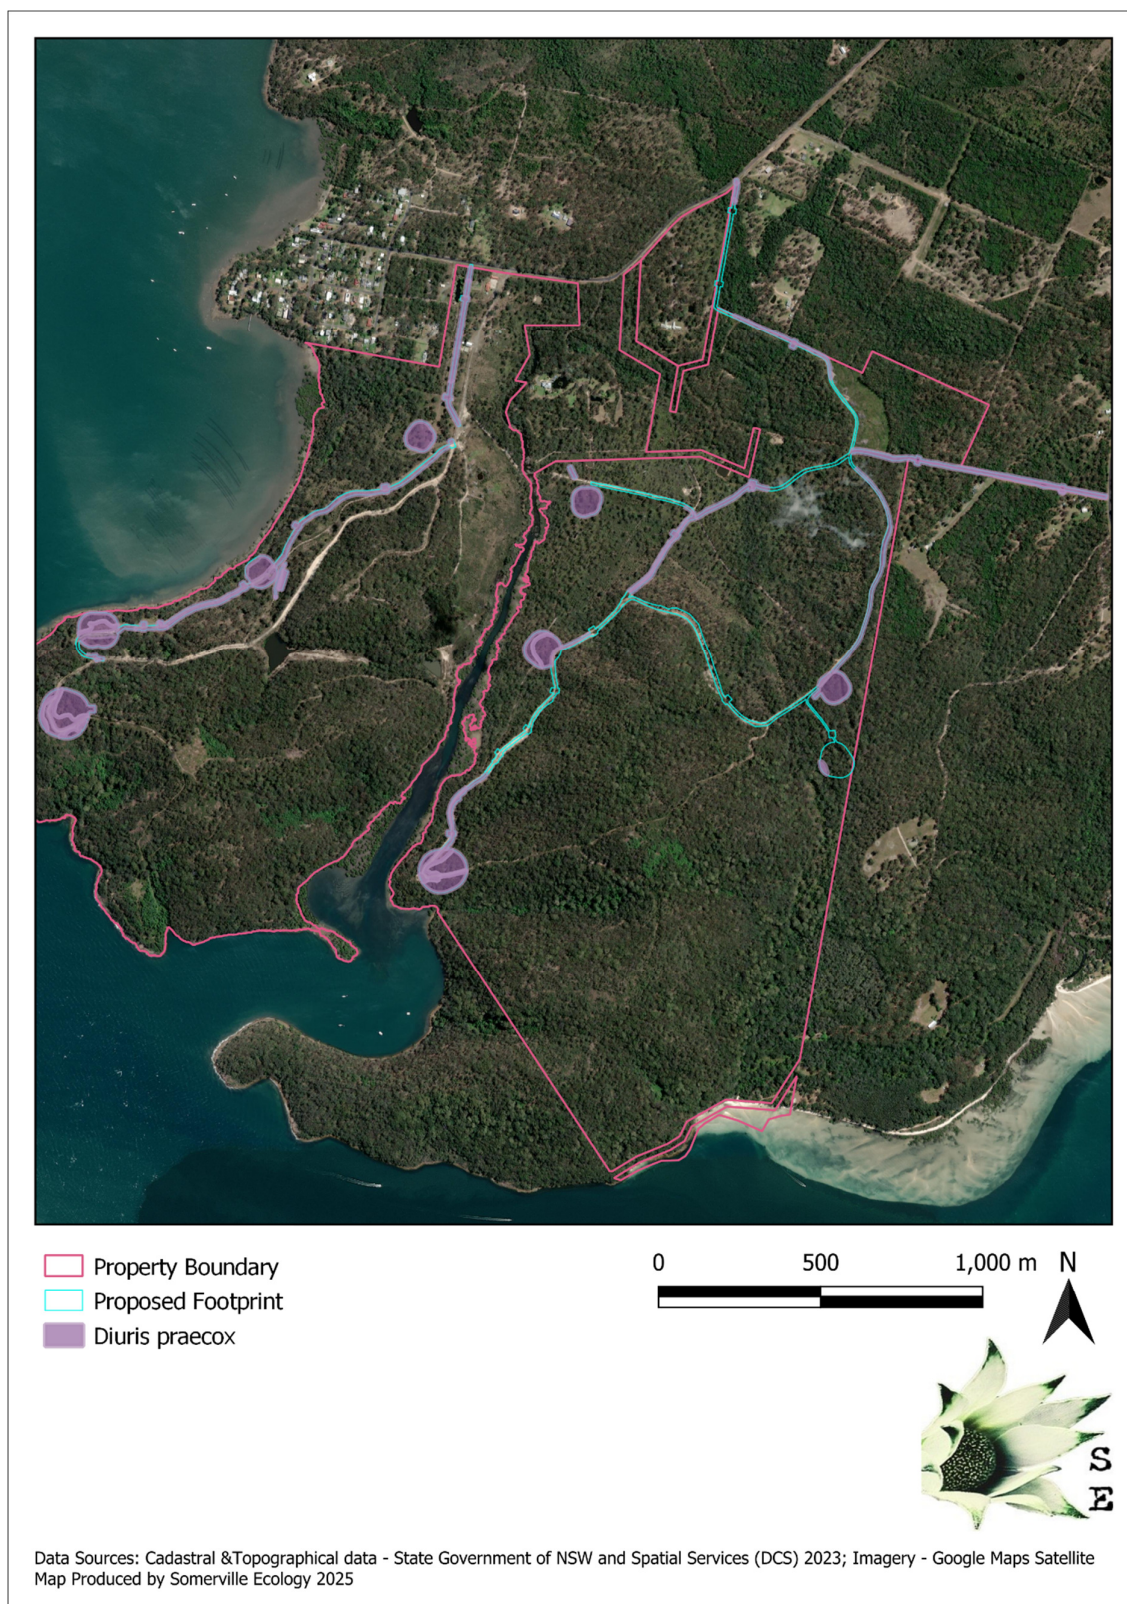 Property Boundary
Proposed Footprint
Diuris praecox
0 500 1,000 m N
S
E
Data Sources: Cadastral &Topographical data - State Government of NSW and Spatial Services (DCS) 2023; Imagery - Google Maps Satellite
Map Produced by Somerville Ecology 2025